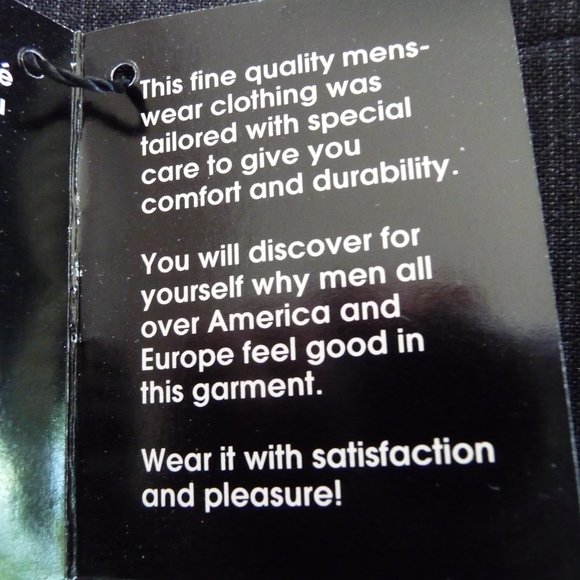 This fine quality mens-
wear clothing was
tailored with special
care to give you
comfort and durability.
You will discover for
yourself why men all
over America and
Europe feel good in
this garment.
Wear it with satisfaction
and pleasure!